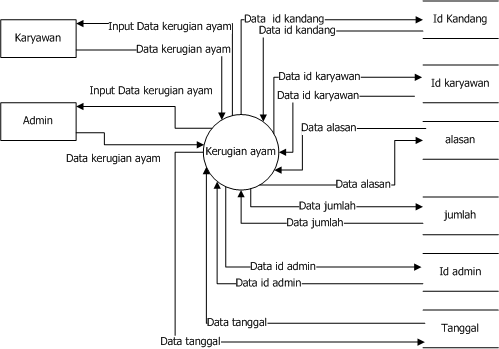 Karyawan
Input Data kerugian ayam
Data kerugian ayam
Data id kandang
Data id kandang
Id Kandang
Data id karyawan
Data id karyawan
Id karyawan
Input Data kerugian ayam
Admin
Data kerugian ayam
Kerugian ayam
Data alasan
Data alasan
alasan
Data jumlah
Data jumlah
jumlah
Data id admin
Data id admin
Id admin
Data tanggal
Data tanggal
Tanggal